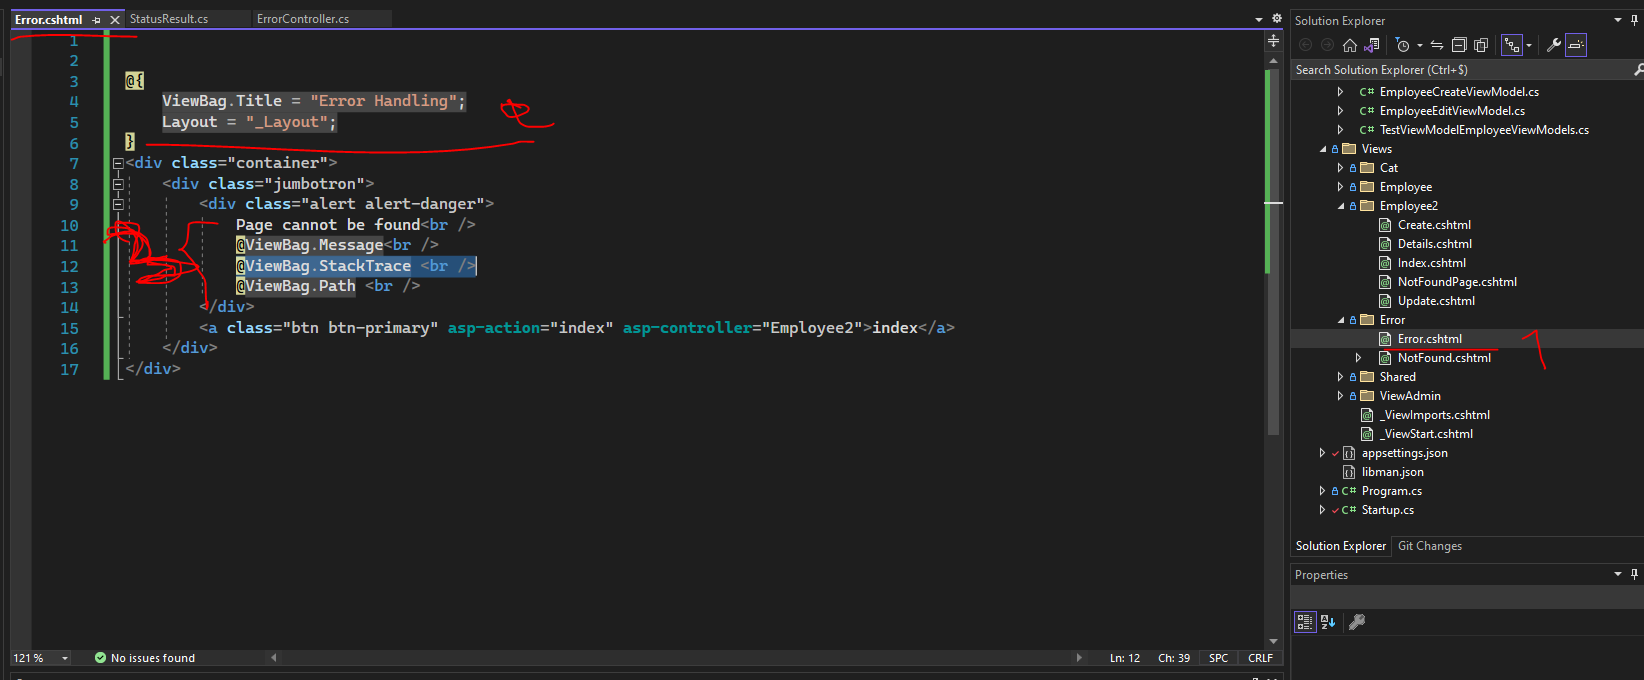 Error.cshtml
StatusResult.cs
ErrorController.cs
1
2
3 @{
4 ViewBag.Title = "Error Handling";
5 Layout = "_Layout";
6 }
7 <div class="container">
8 <div class="jumbotron">
9 <div class="alert alert-danger">
10 Page cannot be found<br />
11 @ViewBag.Message<br />
12 @ViewBag.StackTrace <br />
13 @ViewBag.Path <br />
14 </div>
15 <a class="btn btn-primary" asp-action="index" asp-controller="Employee2">index</a>
16 </div>
17 </div>
121 %
No issues found
Ln: 12
Ch: 39
SPC
CRLF
Solution Explorer
Search Solution Explorer (Ctrl+$)
C# EmployeeCreateViewModel.cs
C# EmployeeEditViewModel.cs
C# TestViewModelEmployeeViewModels.cs
Views
Cat
Employee
Employee2
Create.cshtml
Details.cshtml
Index.cshtml
NotFoundPage.cshtml
Update.cshtml
Error
Error.cshtml
1
NotFound.cshtml
Shared
ViewAdmin
_ViewImports.cshtml
_ViewStart.cshtml
appsettings.json
libman.json
C# Program.cs
C# Startup.cs
Solution Explorer
Git Changes
Properties